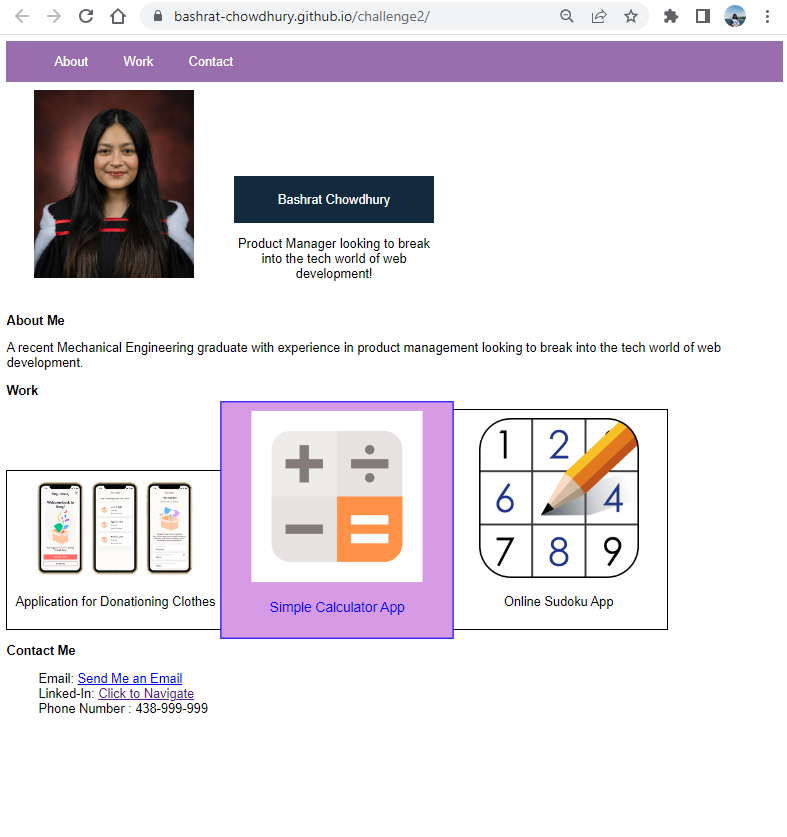 bashrat-chowdhury.github.io/challenge2/
About Work Contact
Bashrat Chowdhury
Product Manager looking to break
into the tech world of web
development!
About Me
A recent Mechanical Engineering graduate with experience in product management looking to break into the tech world of web
development.
Work
1 2
6 4
7 8 9
Application for Donationing Clothes
Simple Calculator App
Online Sudoku App
Contact Me
Email: Send Me an Email
Linked-In: Click to Navigate
Phone Number : 438-999-999